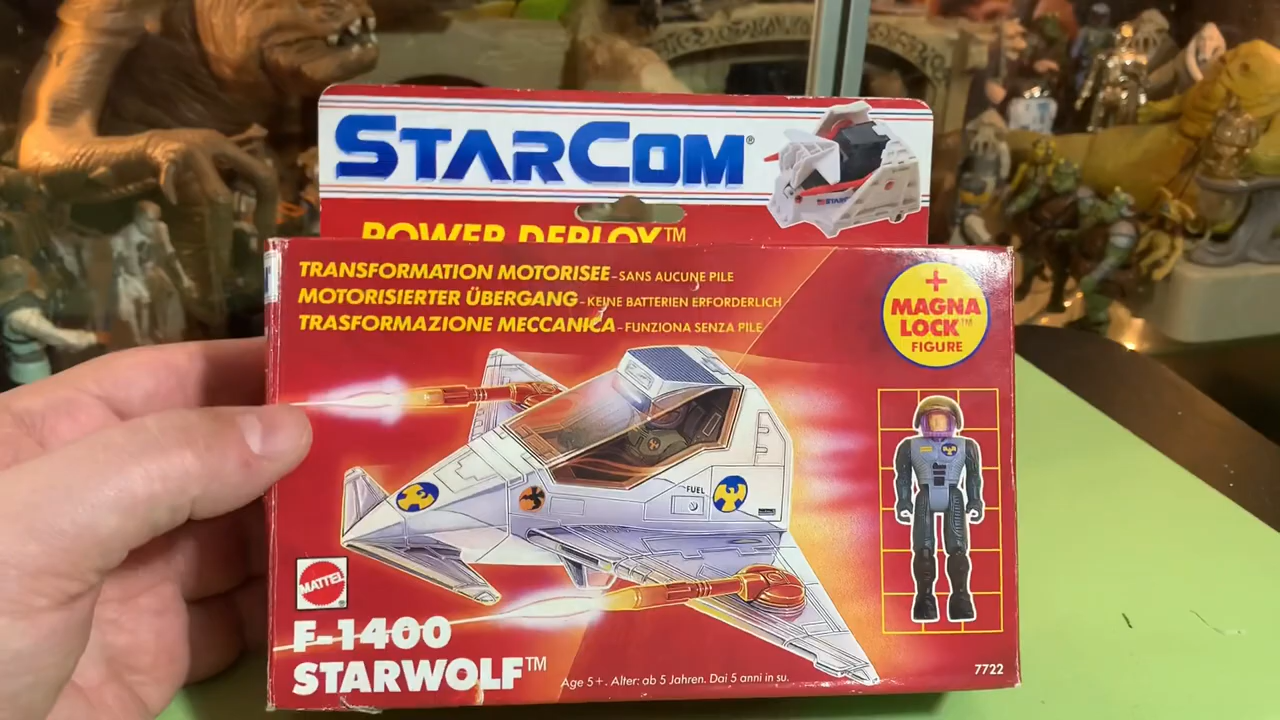 STARCOM®
STARCOM
POWER DEPLOY™
TRANSFORMATION MOTORISEE – SANS AUCUNE PILE
MOTORISIERTER ÜBERGANG – KEINE BATTERIEN ERFORDERLICH
TRASFORMAZIONE MECCANICA – FUNZIONA SENZA PILE
+
MAGNA
LOCK™
FIGURE
FUEL
MATTEL
F-1400
STARWOLF™
Age 5+. Alter: ab 5 Jahren. Dai 5 anni in su.
7722